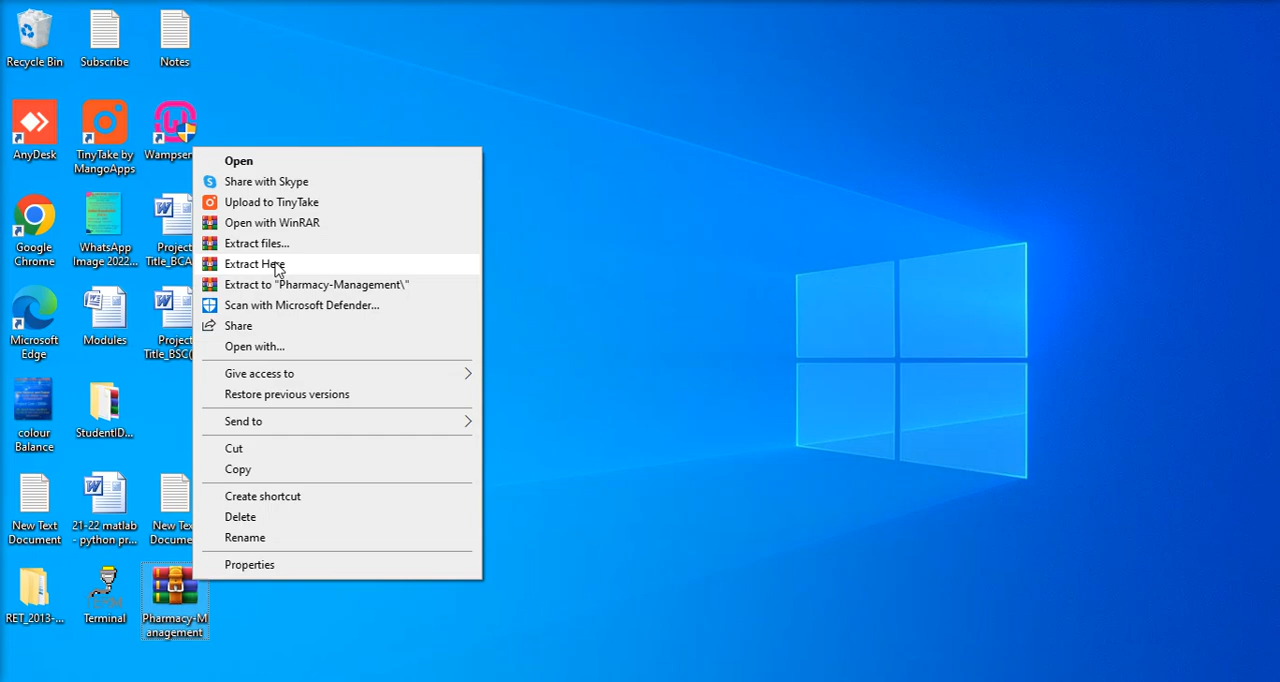 Recycle Bin
Subscribe
Notes
AnyDesk
TinyTake by
MangoApps
Wampser
Google
Chrome
WhatsApp
Image 2022...
Project
Title_BCA
Microsoft
Edge
Modules
Project
Title_BSC(
colour
Balance
StudentID...
New Text
Document
21-22 matlab
- python pr...
New Tex
Docume
RET_2013-...
Terminal
Pharmacy-M
anagement
Open
Share with Skype
Upload to TinyTake
Open with WinRAR
Extract files...
Extract Here
Extract to "Pharmacy-Management\"
Scan with Microsoft Defender...
Share
Open with...
Give access to
Restore previous versions
Send to
Cut
Copy
Create shortcut
Delete
Rename
Properties